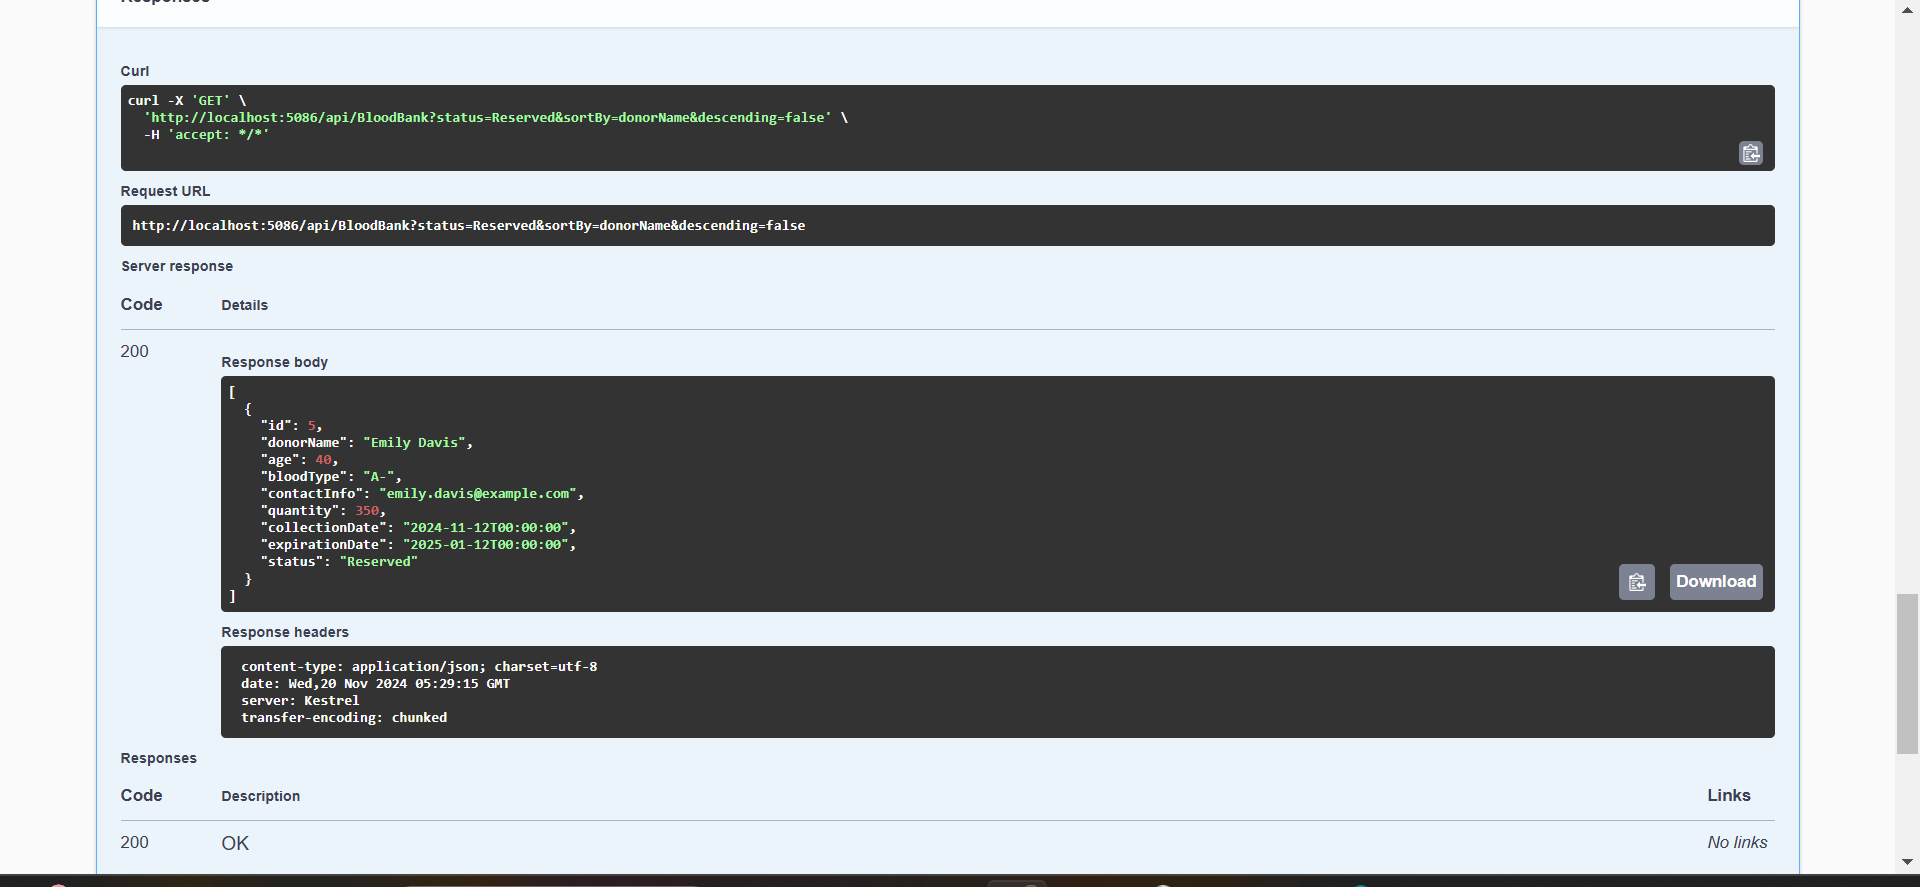 Responses
Curl
curl -X 'GET' \
  'http://localhost:5086/api/BloodBank?status=Reserved&sortBy=donorName&descending=false' \
  -H 'accept: */*'
Request URL
http://localhost:5086/api/BloodBank?status=Reserved&sortBy=donorName&descending=false
Server response
Code Details
200
Response body
[
  {
    "id": 5,
    "donorName": "Emily Davis",
    "age": 40,
    "bloodType": "A-",
    "contactInfo": "emily.davis@example.com",
    "quantity": 350,
    "collectionDate": "2024-11-12T00:00:00",
    "expirationDate": "2025-01-12T00:00:00",
    "status": "Reserved"
  }
]
Download
Response headers
content-type: application/json; charset=utf-8
date: Wed,20 Nov 2024 05:29:15 GMT
server: Kestrel
transfer-encoding: chunked
Responses
Code Description Links
200 OK No links